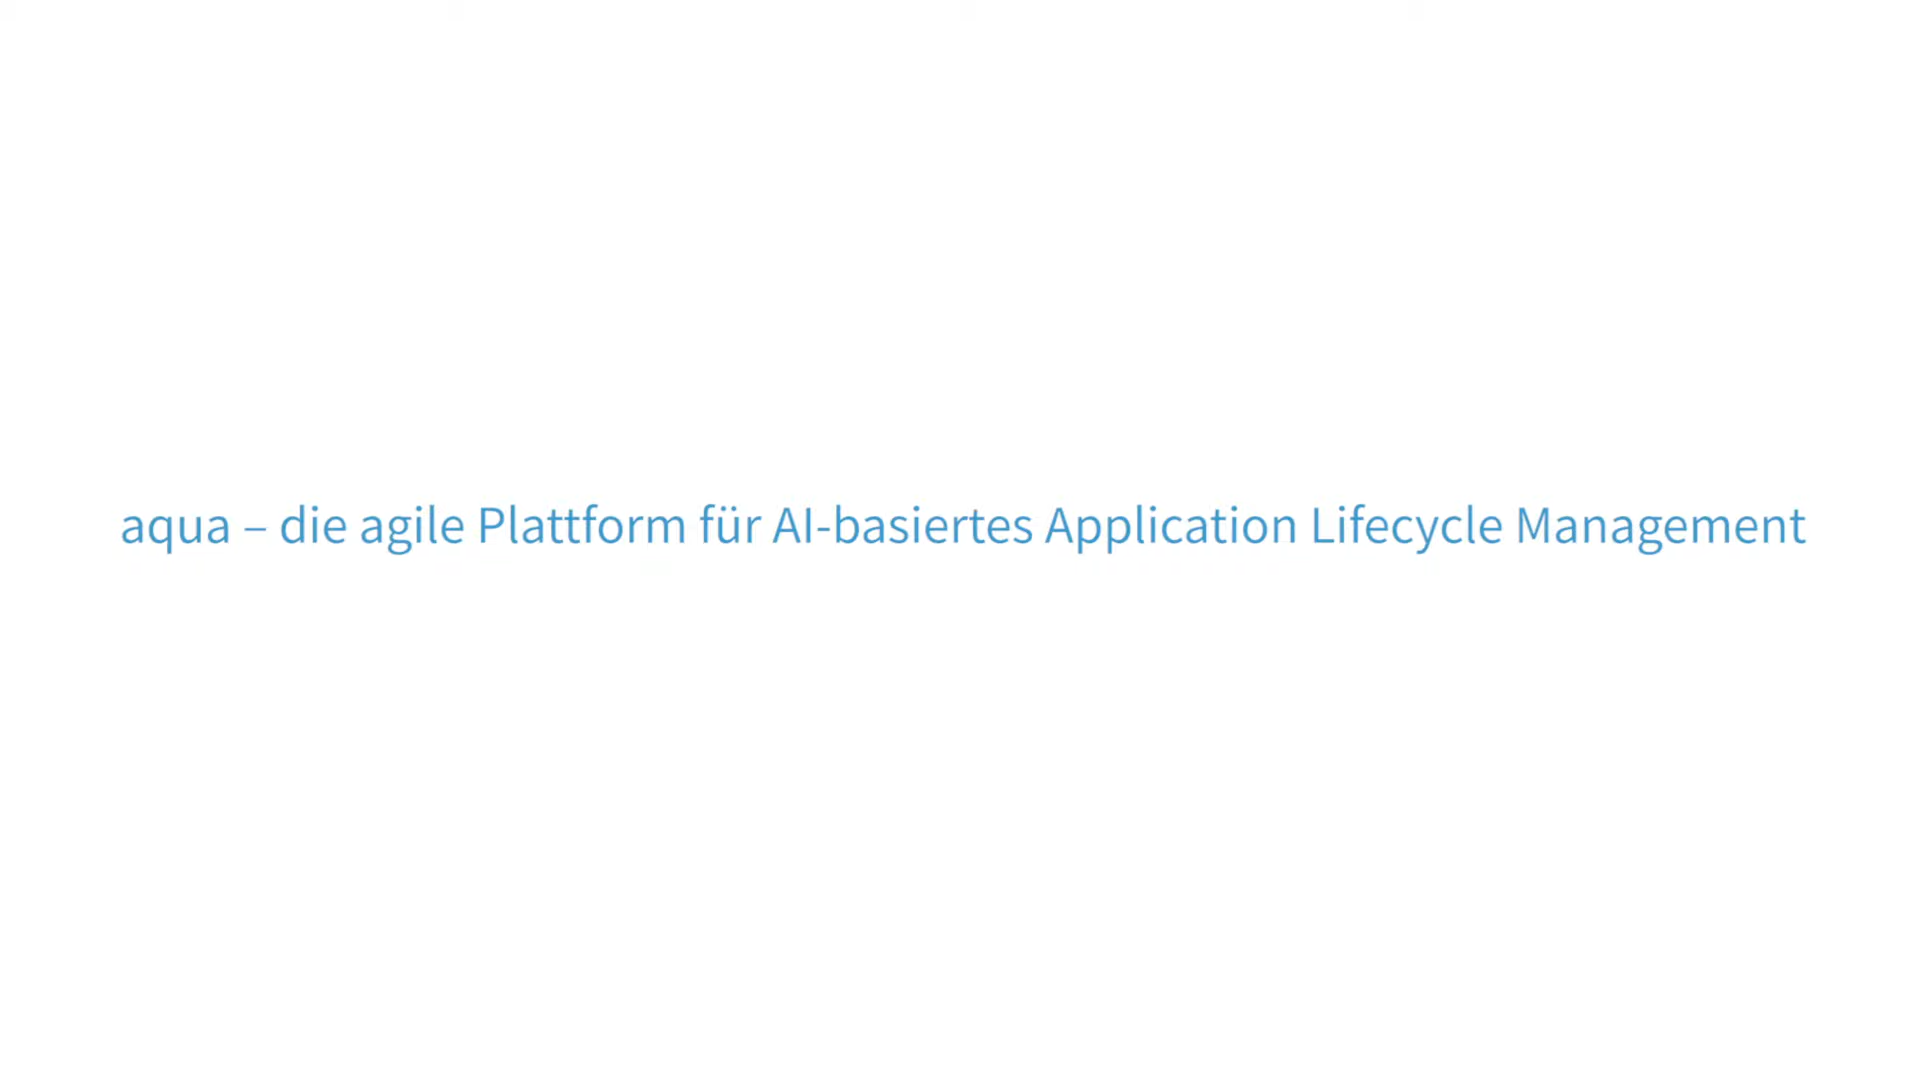 aqua – die agile Plattform für AI-basiertes Application Lifecycle Management